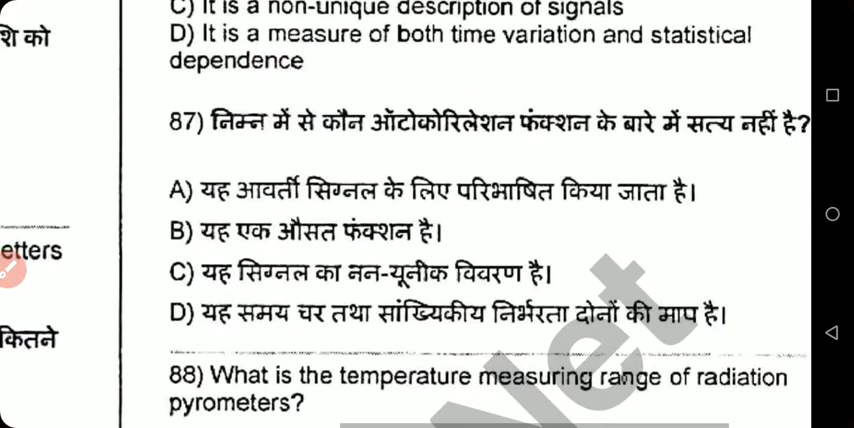 C) It is a non-unique description of signals
D) It is a measure of both time variation and statistical
dependence
शे को
87) निम्न में से कौन ऑटोकोरिलेशन फंक्शन के बारे में सत्य नहीं है?
A) यह आवर्ती सिग्नल के लिए परिभाषित किया जाता है।
B) यह एक औसत फंक्शन है।
etters
C) यह सिग्नल का नन-यूनीक विवरण है।
D) यह समय चर तथा सांख्यिकीय निर्भरता दोनों की माप है।
कितने
88) What is the temperature measuring range of radiation
pyrometers?
Net